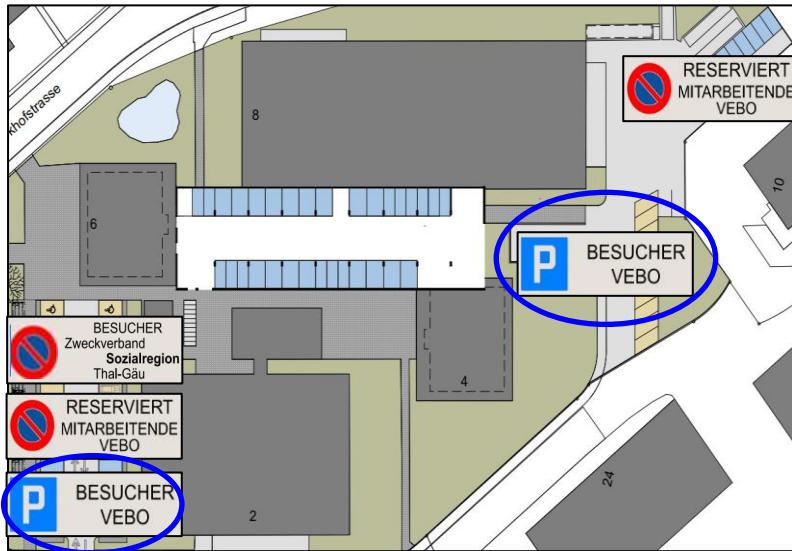 RESERVIERT
MITARBEITENDE
VEBO
khofstrasse
8
10
6
P
BESUCHER
VEBO
BESUCHER
Zweckverband
Sozialregion
Thal-Gäu
4
RESERVIERT
MITARBEITENDE
VEBO
24
P
BESUCHER
VEBO
2